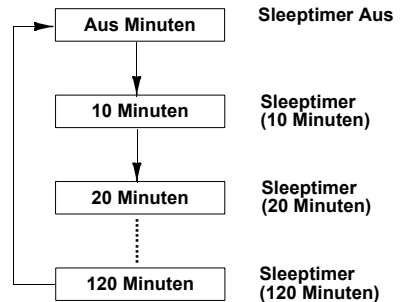 Aus Minuten
Sleeptimer Aus
10 Minuten
Sleeptimer
(10 Minuten)
20 Minuten
Sleeptimer
(20 Minuten)
120 Minuten
Sleeptimer
(120 Minuten)